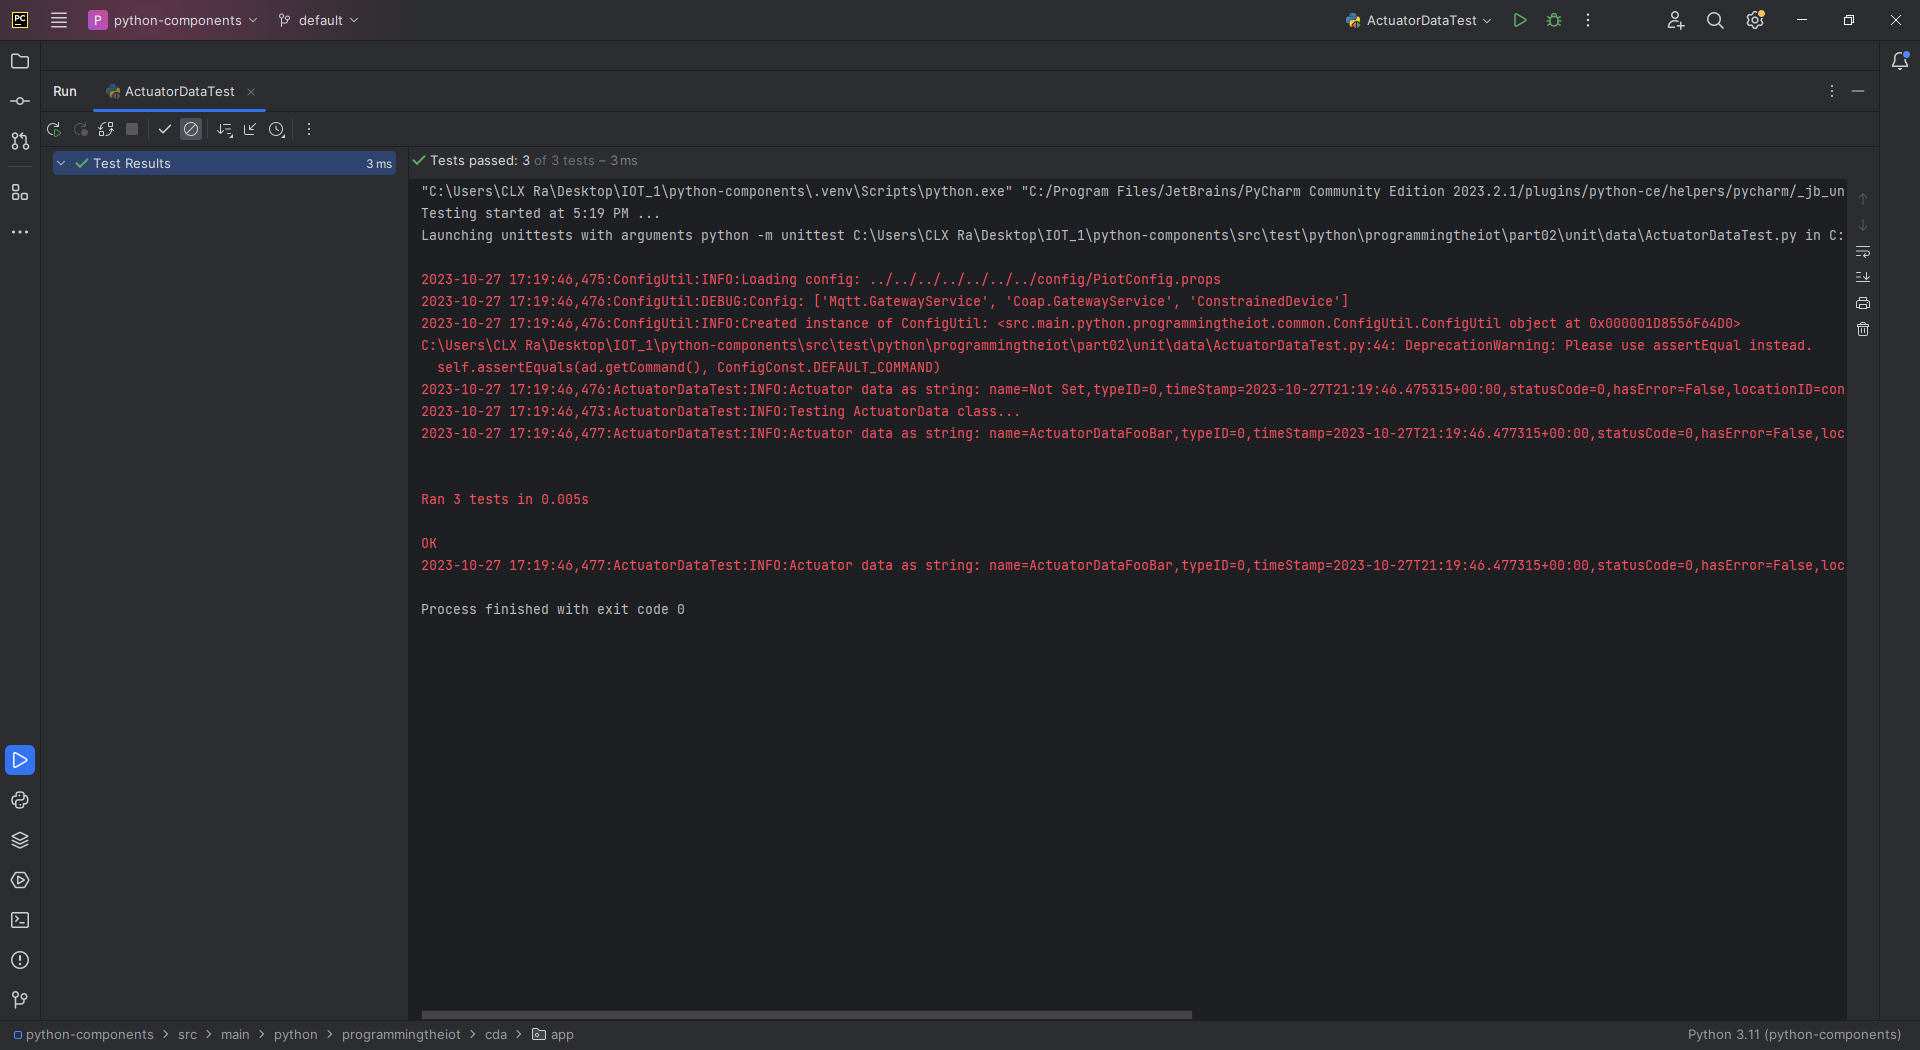 PC P python-components default ActuatorDataTest
Run ActuatorDataTest
Test Results 3 ms
Tests passed: 3 of 3 tests – 3 ms
"C:\Users\CLX Ra\Desktop\IOT_1\python-components\.venv\Scripts\python.exe" "C:/Program Files/JetBrains/PyCharm Community Edition 2023.2.1/plugins/python-ce/helpers/pycharm/_jb_un
Testing started at 5:19 PM ...
Launching unittests with arguments python -m unittest C:\Users\CLX Ra\Desktop\IOT_1\python-components\src\test\python\programmingtheiot\part02\unit\data\ActuatorDataTest.py in C:
2023-10-27 17:19:46,475:ConfigUtil:INFO:Loading config: ../../../../../../../config/PiotConfig.props
2023-10-27 17:19:46,476:ConfigUtil:DEBUG:Config: ['Mqtt.GatewayService', 'Coap.GatewayService', 'ConstrainedDevice']
2023-10-27 17:19:46,476:ConfigUtil:INFO:Created instance of ConfigUtil: <src.main.python.programmingtheiot.common.ConfigUtil.ConfigUtil object at 0x000001D8556F64D0>
C:\Users\CLX Ra\Desktop\IOT_1\python-components\src\test\python\programmingtheiot\part02\unit\data\ActuatorDataTest.py:44: DeprecationWarning: Please use assertEqual instead.
self.assertEquals(ad.getCommand(), ConfigConst.DEFAULT_COMMAND)
2023-10-27 17:19:46,476:ActuatorDataTest:INFO:Actuator data as string: name=Not Set,typeID=0,timeStamp=2023-10-27T21:19:46.475315+00:00,statusCode=0,hasError=False,locationID=con
2023-10-27 17:19:46,473:ActuatorDataTest:INFO:Testing ActuatorData class...
2023-10-27 17:19:46,477:ActuatorDataTest:INFO:Actuator data as string: name=ActuatorDataFooBar,typeID=0,timeStamp=2023-10-27T21:19:46.477315+00:00,statusCode=0,hasError=False,loc
Ran 3 tests in 0.005s
OK
2023-10-27 17:19:46,477:ActuatorDataTest:INFO:Actuator data as string: name=ActuatorDataFooBar,typeID=0,timeStamp=2023-10-27T21:19:46.477315+00:00,statusCode=0,hasError=False,loc
Process finished with exit code 0
python-components > src > main > python > programmingtheiot > cda > app Python 3.11 (python-components)